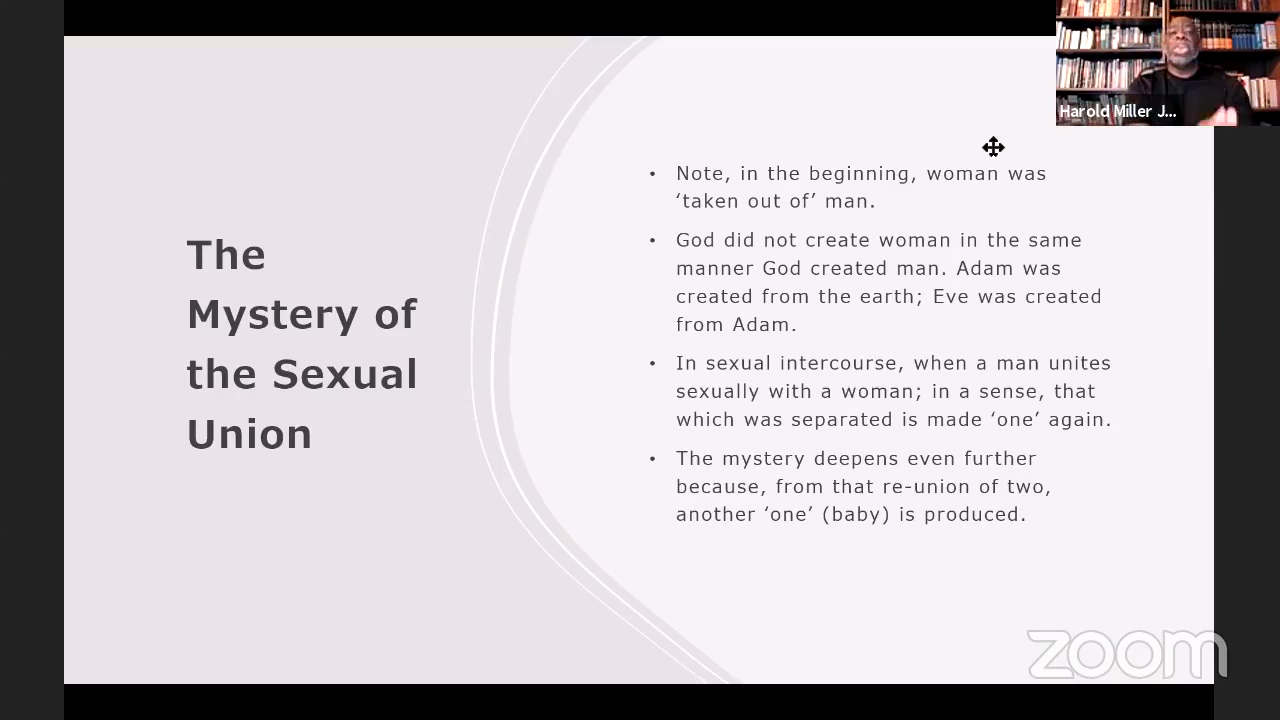 Harold Miller J...
The
Mystery of
the Sexual
Union
• Note, in the beginning, woman was
‘taken out of’ man.
• God did not create woman in the same
manner God created man. Adam was
created from the earth; Eve was created
from Adam.
• In sexual intercourse, when a man unites
sexually with a woman; in a sense, that
which was separated is made ‘one’ again.
• The mystery deepens even further
because, from that re-union of two,
another ‘one’ (baby) is produced.
zoom